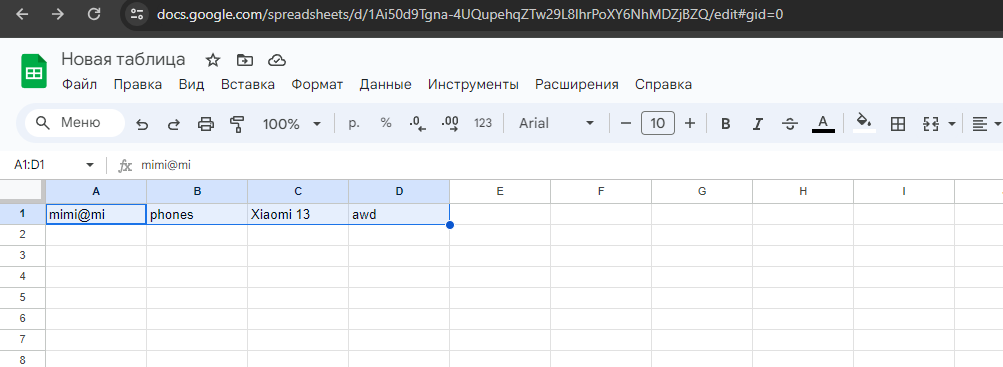 docs.google.com/spreadsheets/d/1Ai50d9Tgna-4UQupehqZTw29L8lhrPoXY6NhMDZjBZQ/edit#gid=0
Новая таблица
Файл Правка Вид Вставка Формат Данные Инструменты Расширения Справка
Меню 100% р. % .0 .00 123 Arial 10 B I A
A1:D1 fx mimi@mi
A B C D E F G H I
1 mimi@mi phones Xiaomi 13 awd
2
3
4
5
6
7
8